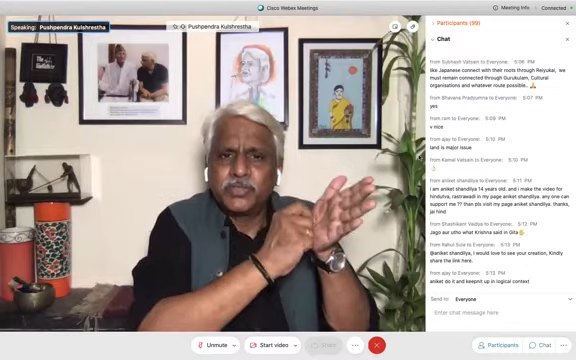 Cisco Webex Meetings
Meeting Info
Connected
Speaking: Pushpendra Kulshrestha
Pushpendra Kulshrestha
The Godfather
Participants (99)
Chat
from Subhash Vatsain to Everyone: 5:06 PM
like Japanese connect with their roots through Reiyukai, we
must remained connected through Gurukulam, Cultural
organisations and whatever route possible..🙏
from Bhavana Pradyumna to Everyone: 5:07 PM
yes
from ram to Everyone: 5:09 PM
v nice
from ajay to Everyone: 5:10 PM
land is major issue
from Kamal Vatsain to Everyone: 5:10 PM
from aniket shandilya to Everyone: 5:11 PM
I am aniket shandilya 14 years old. and i make the video for
hindutva, rastrawadi in my page aniket shandilya. any one can
support me ?? than pls visit my page aniket shandilya. thanks,
jai hind
from Shashikant Vaidya to Everyone: 5:12 PM
Jago aur utho what Krishna said in Gita
from Rahul Sule to Everyone: 5:13 PM
@aniket shandilya, I would love to see your creation, Kindly
share the link here.
from ajay to Everyone: 5:13 PM
aniket do it and keepnit up in logical context
Send to: Everyone
Enter chat message here
Unmute
Start video
Share
Participants
Chat